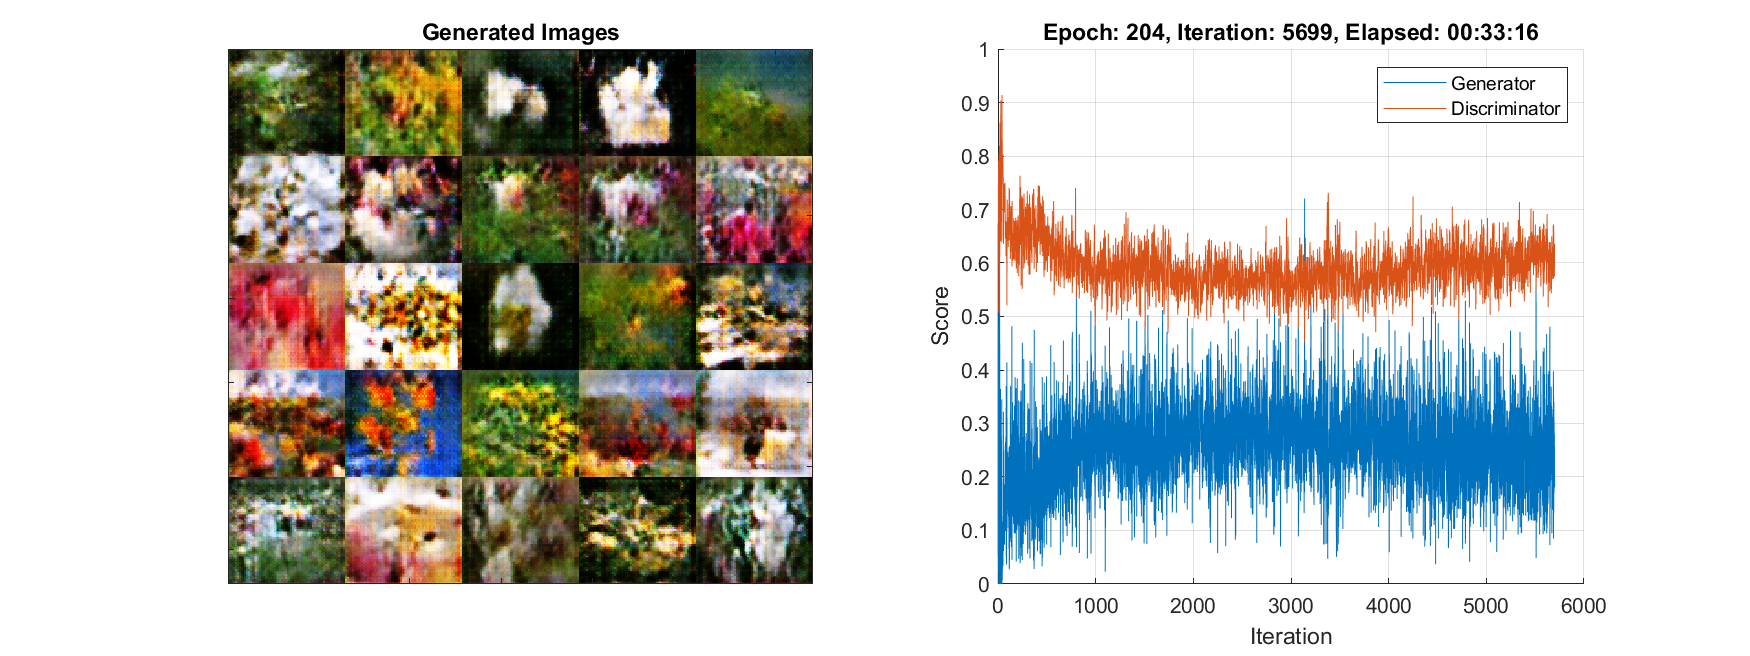 Generated Images
Epoch: 204, Iteration: 5699, Elapsed: 00:33:16
1
0.9
0.8
0.7
0.6
0.5
0.4
0.3
0.2
0.1
0
Score
Generator
Discriminator
0 1000 2000 3000 4000 5000 6000
Iteration